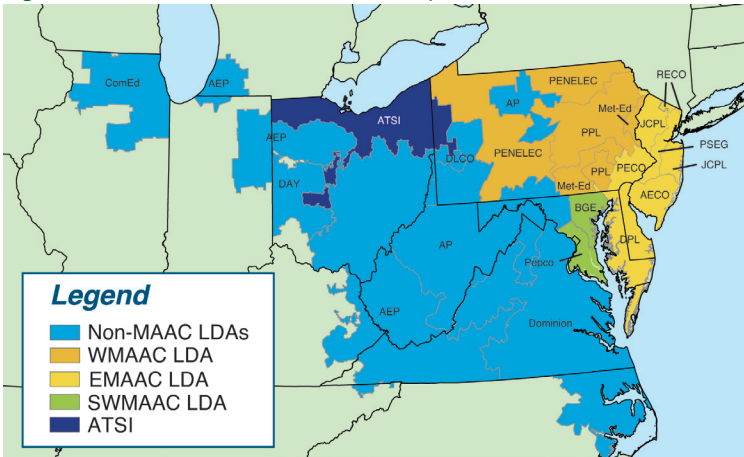 ComEd
AEP
PENELEC
RECO
AP
ATSI
Met-Ed
JCPL
PPL
AEP
PSEG
DLCO
PENELEC
PECO
JCPL
DAY
PPL
Met-Ed
AECO
BGE
DPL
AP
Pepco
AEP
Dominion
Legend
Non-MAAC LDAs
WMAAC LDA
EMAAC LDA
SWMAAC LDA
ATSI